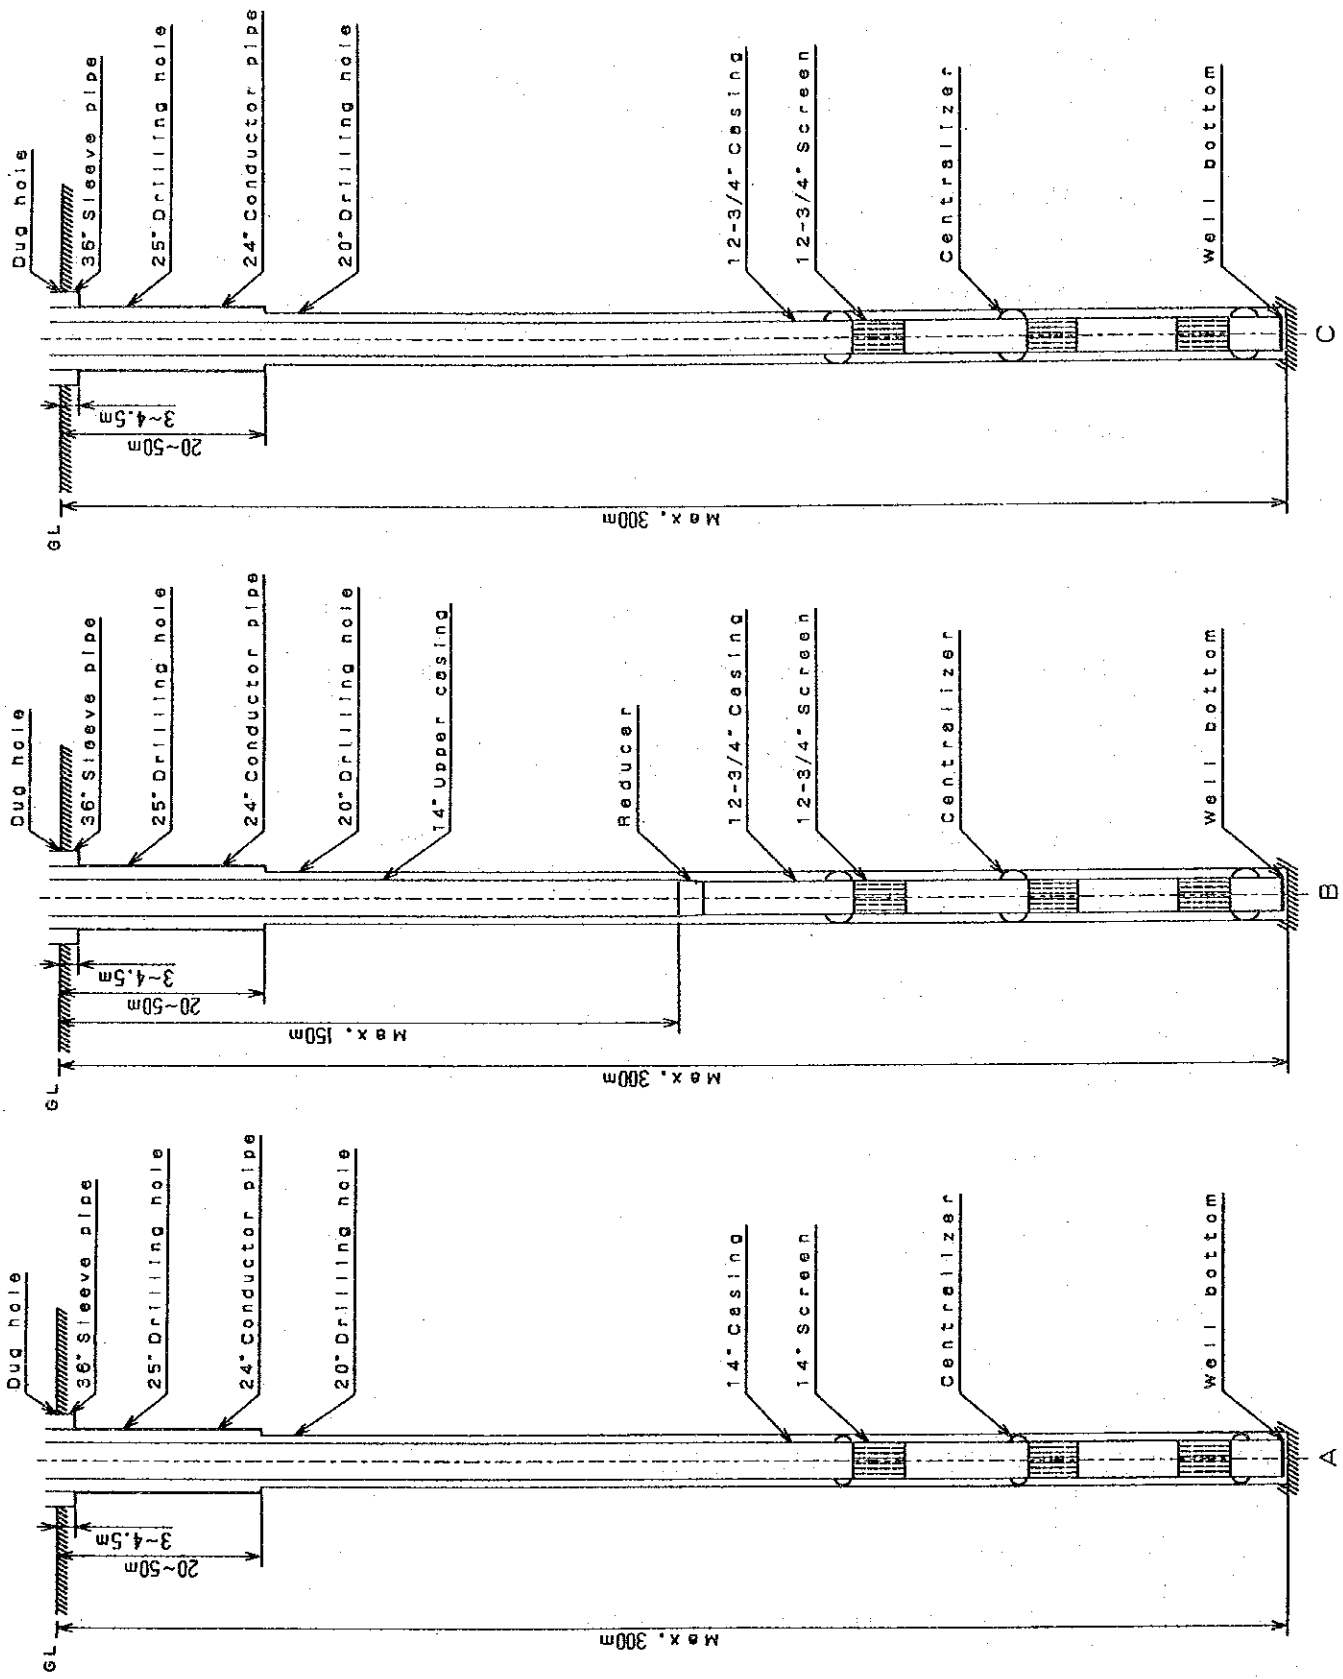 Dug hole
36" Sleeve pipe
25" Drilling hole
24" Conductor pipe
20" Drilling hole
14" Casing
14" Screen
Centralizer
Well bottom
GL
3~4.5m
20~50m
Max. 300m
A
Dug hole
36" Sleeve pipe
25" Drilling hole
24" Conductor pipe
20" Drilling hole
14" Upper casing
Reducer
12-3/4" Casing
12-3/4" Screen
Centralizer
Well bottom
GL
3~4.5m
20~50m
Max. 150m
Max. 300m
B
Dug hole
36" Sleeve pipe
25" Drilling hole
24" Conductor pipe
20" Drilling hole
12-3/4" Casing
12-3/4" Screen
Centralizer
Well bottom
GL
3~4.5m
20~50m
Max. 300m
C